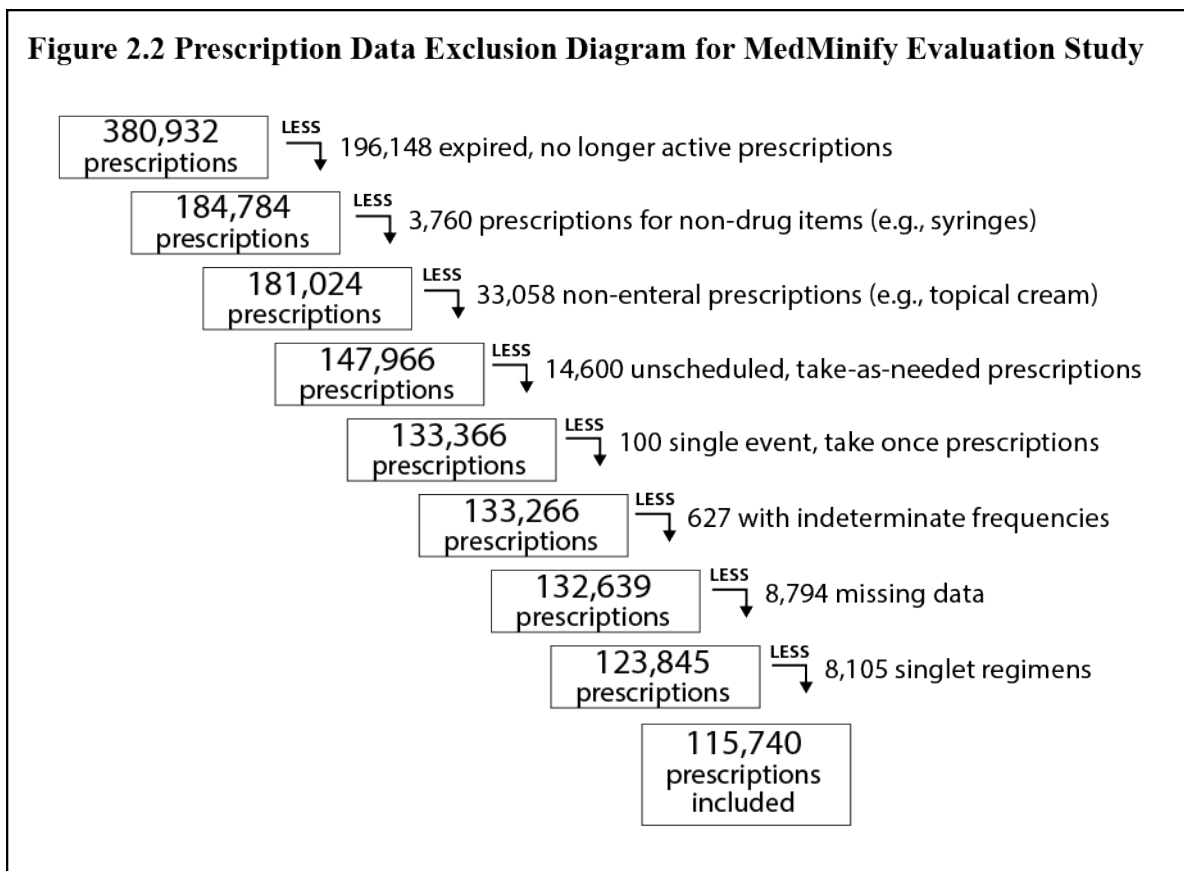 Figure 2.2 Prescription Data Exclusion Diagram for MedMinify Evaluation Study
380,932
prescriptions
LESS
196,148 expired, no longer active prescriptions
184,784
prescriptions
LESS
3,760 prescriptions for non-drug items (e.g., syringes)
181,024
prescriptions
LESS
33,058 non-enteral prescriptions (e.g., topical cream)
147,966
prescriptions
LESS
14,600 unscheduled, take-as-needed prescriptions
133,366
prescriptions
LESS
100 single event, take once prescriptions
133,266
prescriptions
LESS
627 with indeterminate frequencies
132,639
prescriptions
LESS
8,794 missing data
123,845
prescriptions
LESS
8,105 singlet regimens
115,740
prescriptions
included